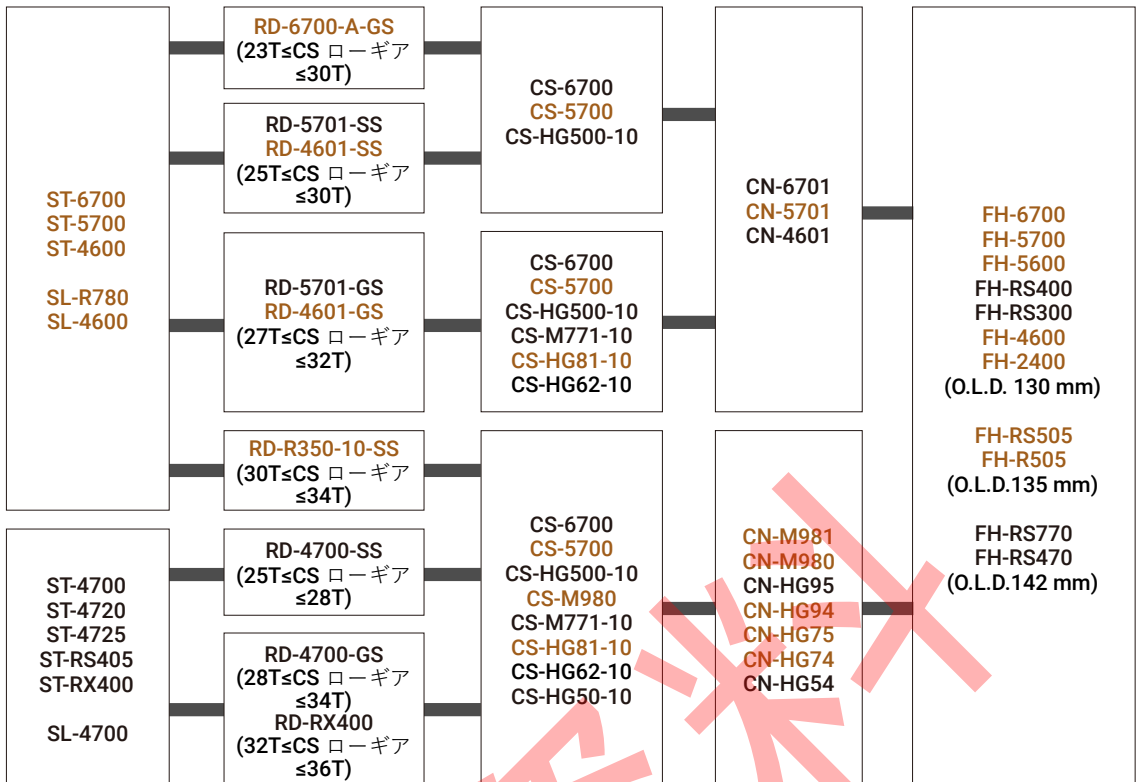 ST-6700
ST-5700
ST-4600
SL-R780
SL-4600
RD-6700-A-GS
(23T≤CS ローギア
≤30T)
RD-5701-SS
RD-4601-SS
(25T≤CS ローギア
≤30T)
RD-5701-GS
RD-4601-GS
(27T≤CS ローギア
≤32T)
RD-R350-10-SS
(30T≤CS ローギア
≤34T)
CS-6700
CS-5700
CS-HG500-10
CS-6700
CS-5700
CS-HG500-10
CS-M771-10
CS-HG81-10
CS-HG62-10
CN-6701
CN-5701
CN-4601
ST-4700
ST-4720
ST-4725
ST-RS405
ST-RX400
SL-4700
RD-4700-SS
(25T≤CS ローギア
≤28T)
RD-4700-GS
(28T≤CS ローギア
≤34T)
RD-RX400
(32T≤CS ローギア
≤36T)
CS-6700
CS-5700
CS-HG500-10
CS-M980
CS-M771-10
CS-HG81-10
CS-HG62-10
CS-HG50-10
CN-M981
CN-M980
CN-HG95
CN-HG94
CN-HG75
CN-HG74
CN-HG54
FH-6700
FH-5700
FH-5600
FH-RS400
FH-RS300
FH-4600
FH-2400
(O.L.D. 130 mm)
FH-RS505
FH-R505
(O.L.D.135 mm)
FH-RS770
FH-RS470
(O.L.D.142 mm)